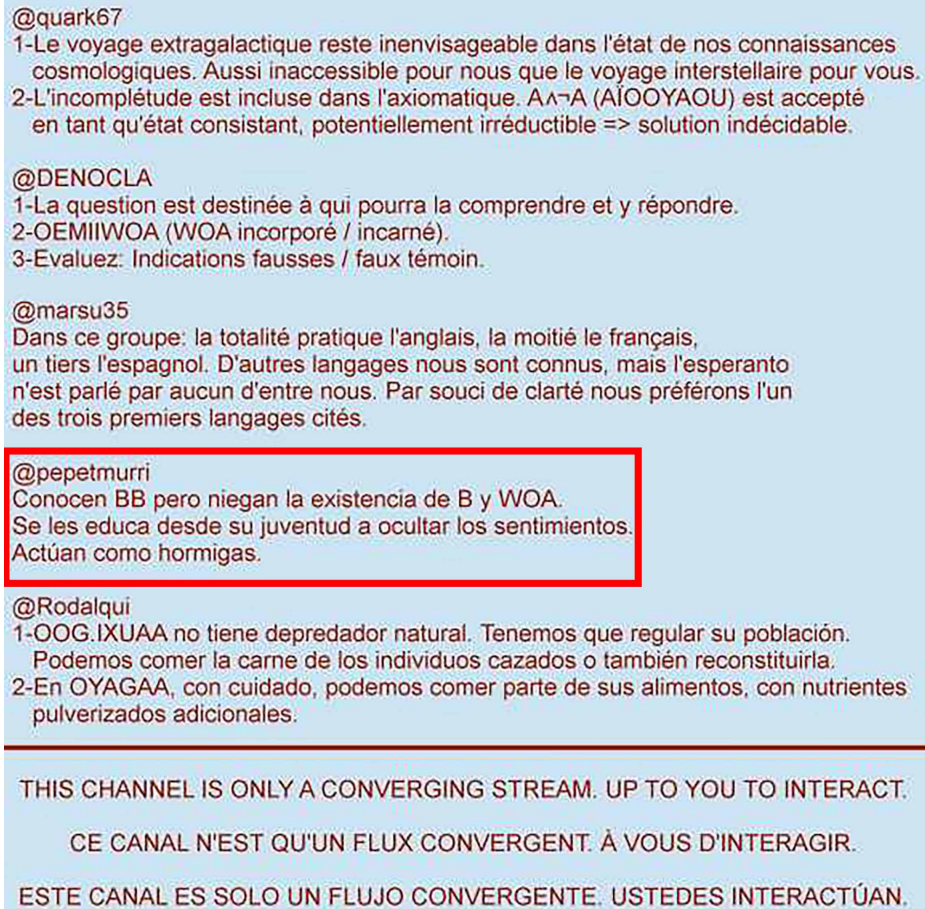 @quark67
1-Le voyage extragalactique reste inenvisageable dans l'état de nos connaissances
cosmologiques. Aussi inaccessible pour nous que le voyage interstellaire pour vous.
2-L'incomplétude est incluse dans l'axiomatique. A∧¬A (AÏOOYAOU) est accepté
en tant qu'état consistant, potentiellement irréductible => solution indécidable.
@DENOCLA
1-La question est destinée à qui pourra la comprendre et y répondre.
2-OEMIIWOA (WOA incorporé / incarné).
3-Evaluez: Indications fausses / faux témoin.
@marsu35
Dans ce groupe: la totalité pratique l'anglais, la moitié le français,
un tiers l'espagnol. D'autres langages nous sont connus, mais l'esperanto
n'est parlé par aucun d'entre nous. Par souci de clarté nous préférons l'un
des trois premiers langages cités.
@pepetmurri
Conocen BB pero niegan la existencia de B y WOA.
Se les educa desde su juventud a ocultar los sentimientos.
Actúan como hormigas.
@Rodalqui
1-OOG.IXUAA no tiene depredador natural. Tenemos que regular su población.
Podemos comer la carne de los individuos cazados o también reconstituirla.
2-En OYAGAA, con cuidado, podemos comer parte de sus alimentos, con nutrientes
pulverizados adicionales.
THIS CHANNEL IS ONLY A CONVERGING STREAM. UP TO YOU TO INTERACT.
CE CANAL N'EST QU'UN FLUX CONVERGENT. À VOUS D'INTERAGIR.
ESTE CANAL ES SOLO UN FLUJO CONVERGENTE. USTEDES INTERACTÚAN.